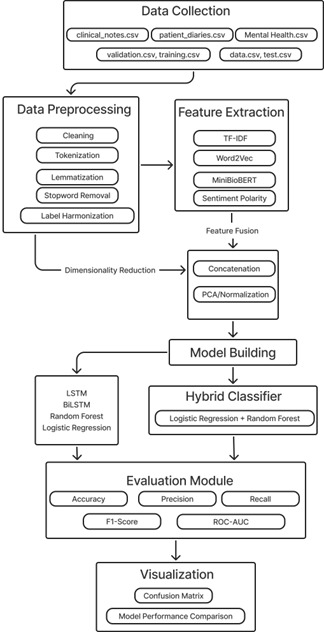 Data Collection
clinical_notes.csv patient_diaries.csv Mental Health.csv
validation.csv, training.csv data.csv, test.csv
Data Preprocessing
Cleaning
Tokenization
Lemmatization
Stopword Removal
Label Harmonization
Feature Extraction
TF-IDF
Word2Vec
MiniBioBERT
Sentiment Polarity
Feature Fusion
Dimensionality Reduction
Concatenation
PCA/Normalization
Model Building
LSTM
BiLSTM
Random Forest
Logistic Regression
Hybrid Classifier
Logistic Regression + Random Forest
Evaluation Module
Accuracy Precision Recall
F1-Score ROC-AUC
Visualization
Confusion Matrix
Model Performance Comparison